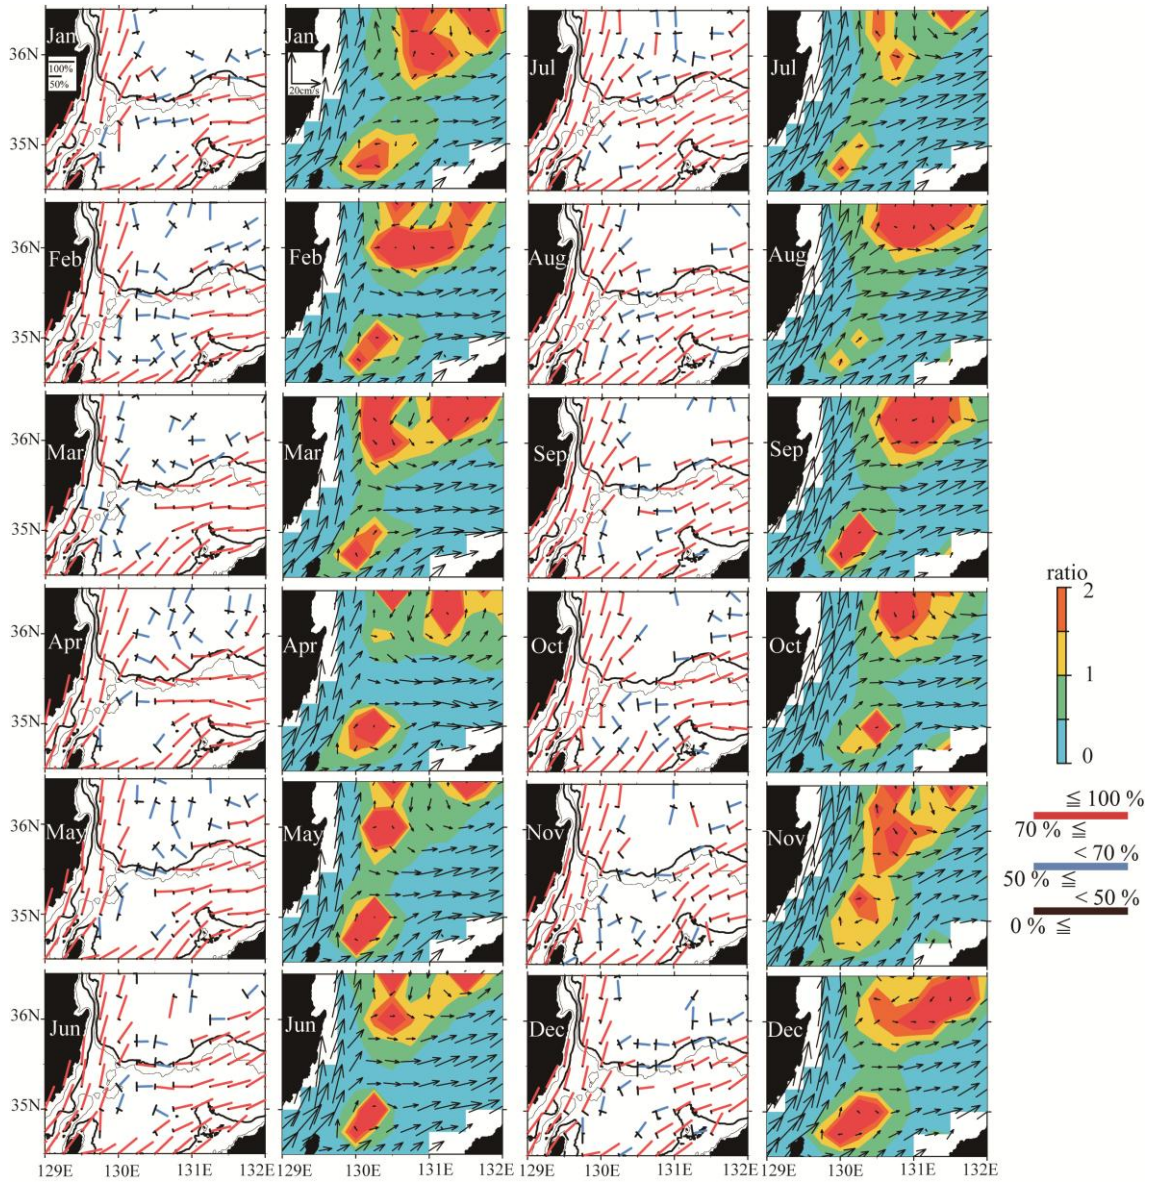 36N
35N
Jan
100%
50%
Jan
20cm/s
Jul
Jul
36N
35N
Feb
Feb
Aug
Aug
36N
35N
Mar
Mar
Sep
Sep
36N
35N
Apr
Apr
Oct
Oct
36N
35N
May
May
Nov
Nov
36N
35N
Jun
Jun
Dec
Dec
129E 130E 131E 132E
130E 131E 132E
129E 130E 131E 132E
130E 131E 132E
ratio
2
1
0
≦ 100 %
70 % ≦
< 70 %
50 % ≦
< 50 %
0 % ≦